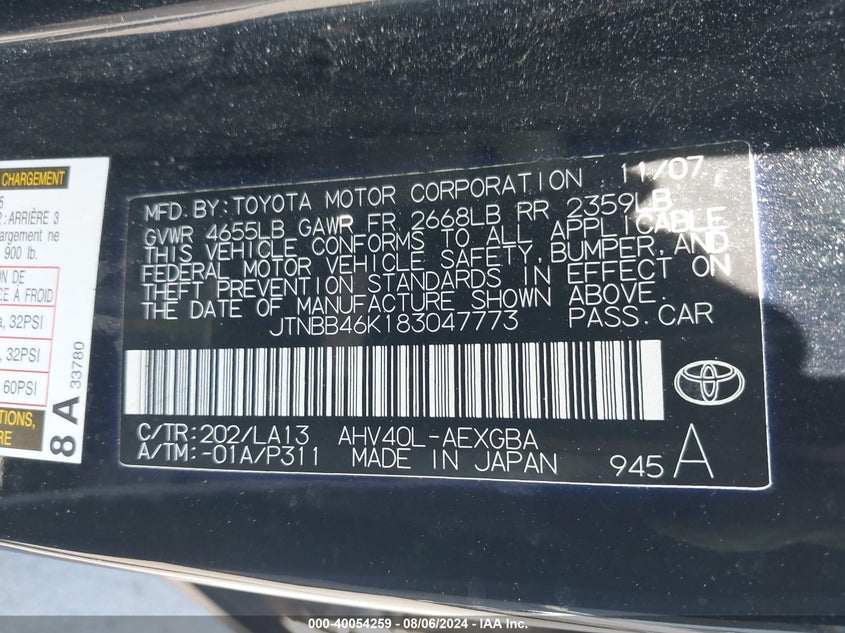 CHARGEMENT
5
: ARRIÈRE 3
argement ne
900 lb.
ON DE
CE À FROID
a, 32PSI
, 32PSI
60PSI
TIONS,
RE
8 A
33780
MFD. BY: TOYOTA MOTOR CORPORATION 11/07
GVWR 4655LB GAWR FR 2668LB RR 2359LB
THIS VEHICLE CONFORMS TO ALL APPLICABLE
FEDERAL MOTOR VEHICLE SAFETY, BUMPER, AND
THEFT PREVENTION STANDARDS IN EFFECT ON
THE DATE OF MANUFACTURE SHOWN ABOVE.
JTNBB46K183047773 PASS.CAR
C/TR:202/LA13 AHV40L-AEXGBA
A/TM:-01A/P311 MADE IN JAPAN 945 A
000-40054259 - 08/06/2024 - IAA Inc.